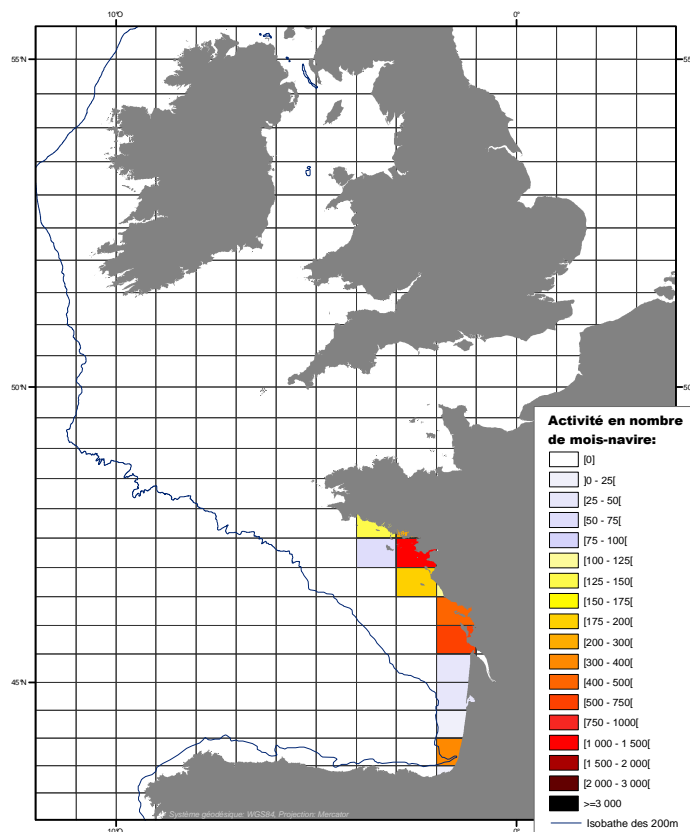 10°O
0°
55°N
55°
50°N
50°
Activité en nombre
de mois-navire:
[0]
]0 - 25[
[25 - 50[
[50 - 75[
[75 - 100[
[100 - 125[
[125 - 150[
[150 - 175[
[175 - 200[
[200 - 300[
[300 - 400[
[400 - 500[
[500 - 750[
[750 - 1000[
[1 000 - 1 500[
[1 500 - 2 000[
[2 000 - 3 000[
>=3 000
Isobathe des 200m
45°N
Système géodésique: WGS84, Projection: Mercator
10°O
0°